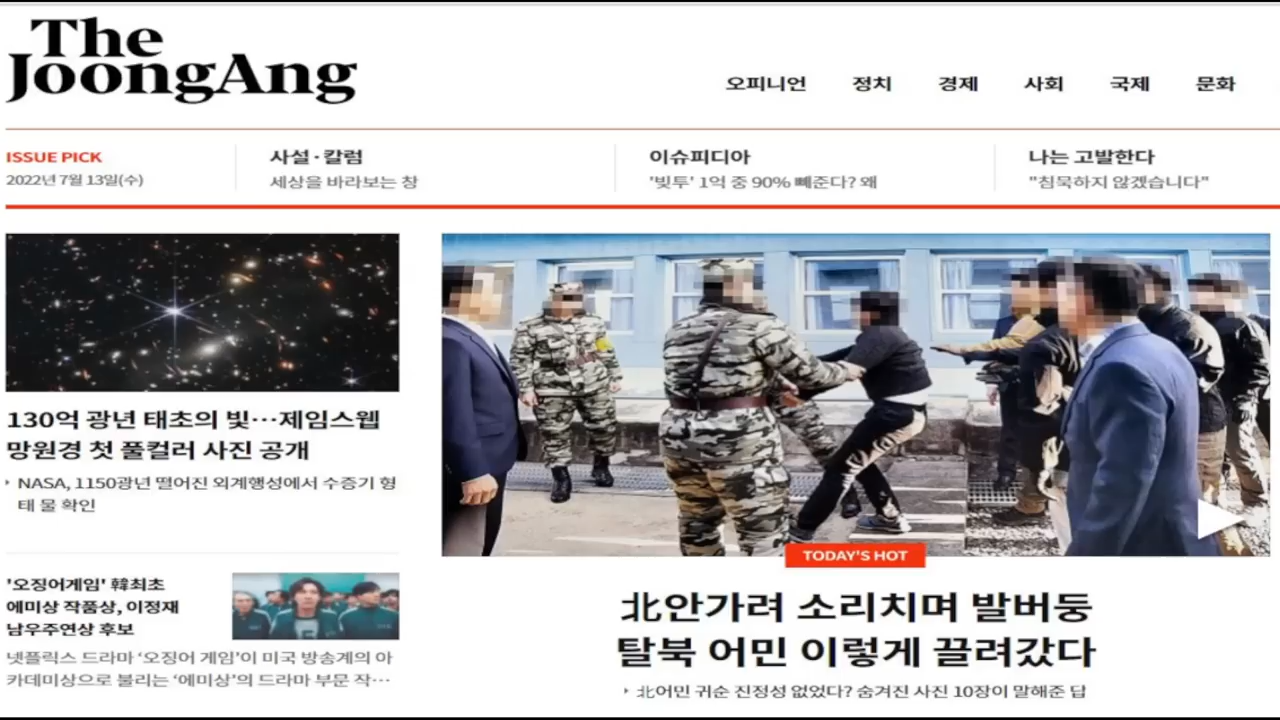 The
JoongAng
오피니언 정치 경제 사회 국제 문화
ISSUE PICK
2022년 7월 13일(수)
사설·칼럼
세상을 바라보는 창
이슈피디아
'빚투' 1억 중 90% 빼준다? 왜
나는 고발한다
"침묵하지 않겠습니다"
130억 광년 태초의 빛…제임스웹
망원경 첫 풀컬러 사진 공개
NASA, 1150광년 떨어진 외계행성에서 수증기 형
태 물 확인
'오징어게임' 韓최초
에미상 작품상, 이정재
남우주연상 후보
넷플릭스 드라마 ‘오징어 게임’이 미국 방송계의 아
카데미상으로 불리는 ‘에미상’의 드라마 부문 작…
TODAY'S HOT
北안가려 소리치며 발버둥
탈북 어민 이렇게 끌려갔다
北어민 귀순 진정성 없었다? 숨겨진 사진 10장이 말해준 답